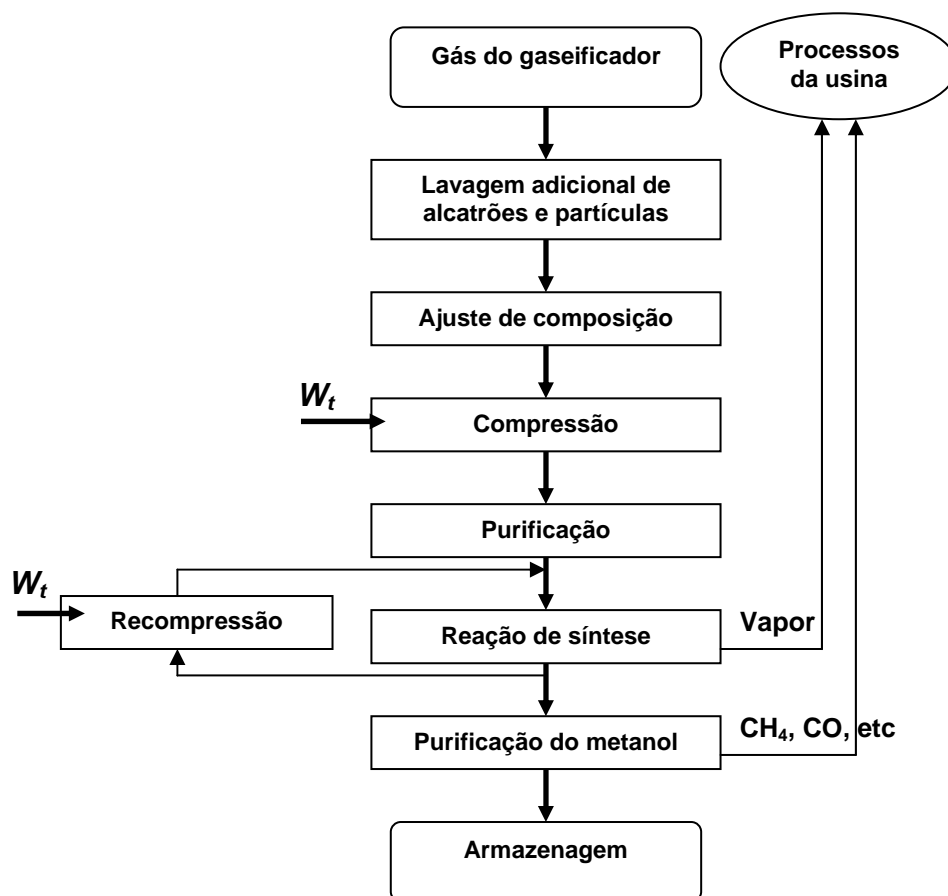 Gás do gaseificador
Processos
da usina
Lavagem adicional de
alcatrões e partículas
Ajuste de composição
Wt
Compressão
Purificação
Wt
Recompressão
Reação de síntese
Vapor
Purificação do metanol
CH₄, CO, etc
Armazenagem